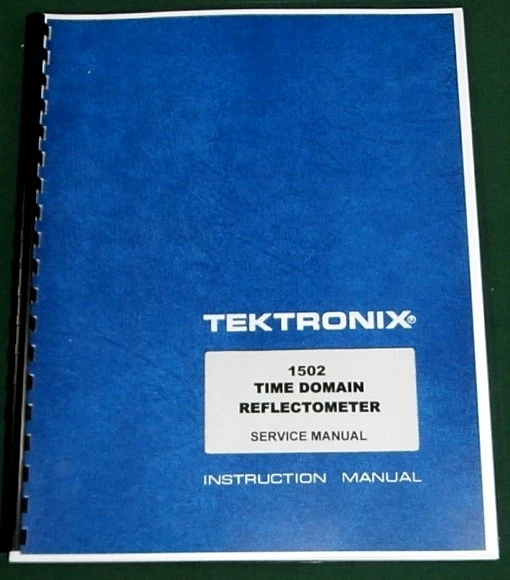 TEKTRONIX®
1502
TIME DOMAIN
REFLECTOMETER
SERVICE MANUAL
INSTRUCTION MANUAL